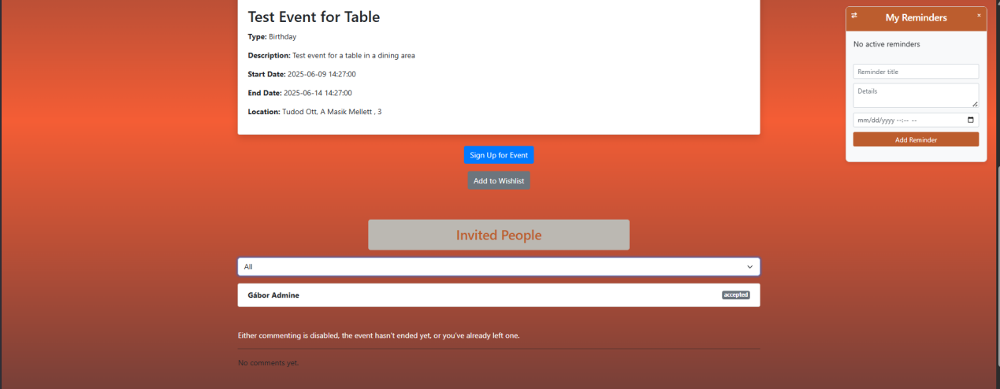 Test Event for Table
Type: Birthday
Description: Test event for a table in a dining area
Start Date: 2025-06-09 14:27:00
End Date: 2025-06-14 14:27:00
Location: Tudod Ott, A Masik Mellett , 3
Sign Up for Event
Add to Wishlist
Invited People
All
Gábor Admine
accepted
Either commenting is disabled, the event hasn't ended yet, or you've already left one.
No comments yet.
My Reminders
No active reminders
Reminder title
Details
mm/dd/yyyy --:-- --
Add Reminder